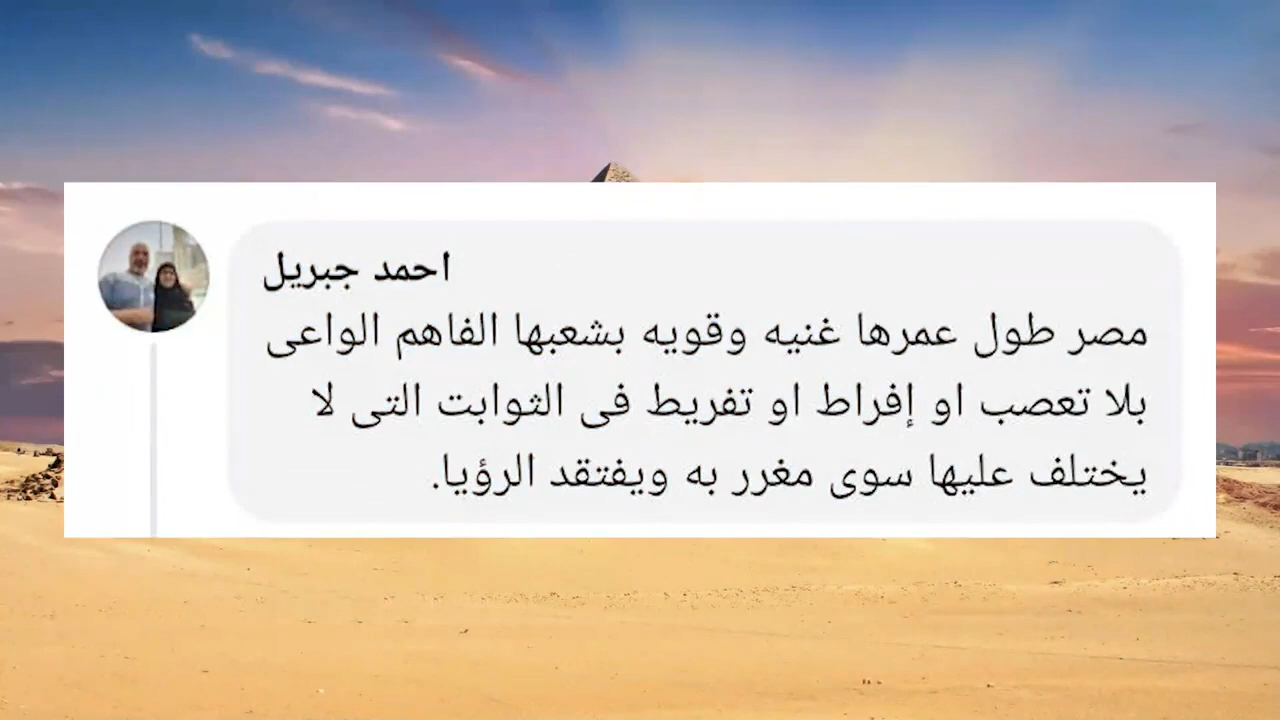 احمد جبريل
مصر طول عمرها غنيه وقويه بشعبها الفاهم الواعى
بلا تعصب او إفراط او تفريط فى الثوابت التى لا
يختلف عليها سوى مغرر به ويفتقد الرؤيا.